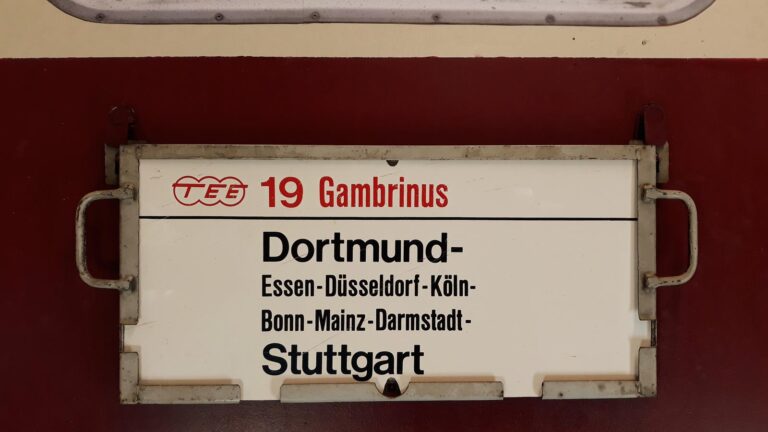 TEE 19 Gambrinus
Dortmund-
Essen-Düsseldorf-Köln-
Bonn-Mainz-Darmstadt-
Stuttgart